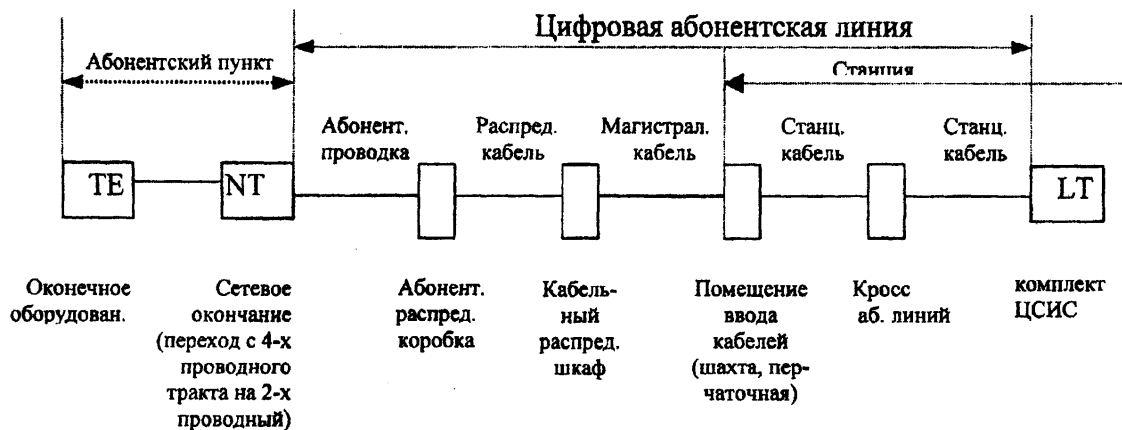 Цифровая абонентская линия
Абонентский пункт
Станция
Абонент.
проводка
Распред.
кабель
Магистрал.
кабель
Станц.
кабель
Станц.
кабель
TE
NT
LT
Оконечное
оборудован.
Сетевое
окончание
(переход с 4-х
проводного
тракта на 2-х
проводный)
Абонент.
распред.
коробка
Кабель-
ный
распред.
шкаф
Помещение
ввода
кабелей
(шахта, пер-
чаточная)
Кросс
аб. линий
комплект
ЦСИС